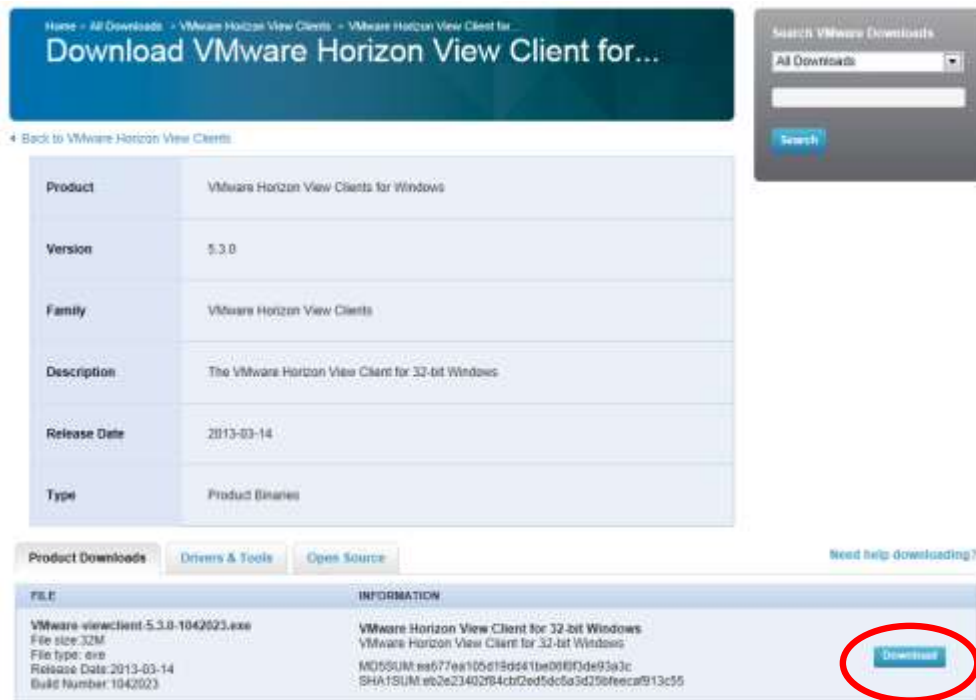 Home > All Downloads > VMware Horizon View Clients > VMware Horizon View Client for...
Download VMware Horizon View Client for...
Search VMware Downloads
All Downloads
Search
Back to VMware Horizon View Clients
Product VMware Horizon View Clients for Windows
Version 5.3.0
Family VMware Horizon View Clients
Description The VMware Horizon View Client for 32-bit Windows
Release Date 2013-03-14
Type Product Binaries
Product Downloads Drivers & Tools Open Source Need help downloading?
FILE INFORMATION
VMware-viewclient-5.3.0-1042023.exe
File size:32M
File type: exe
Release Date:2013-03-14
Build Number:1042023
VMware Horizon View Client for 32-bit Windows
VMware Horizon View Client for 32-bit Windows
MD5SUM:
SHA1SUM:
Download